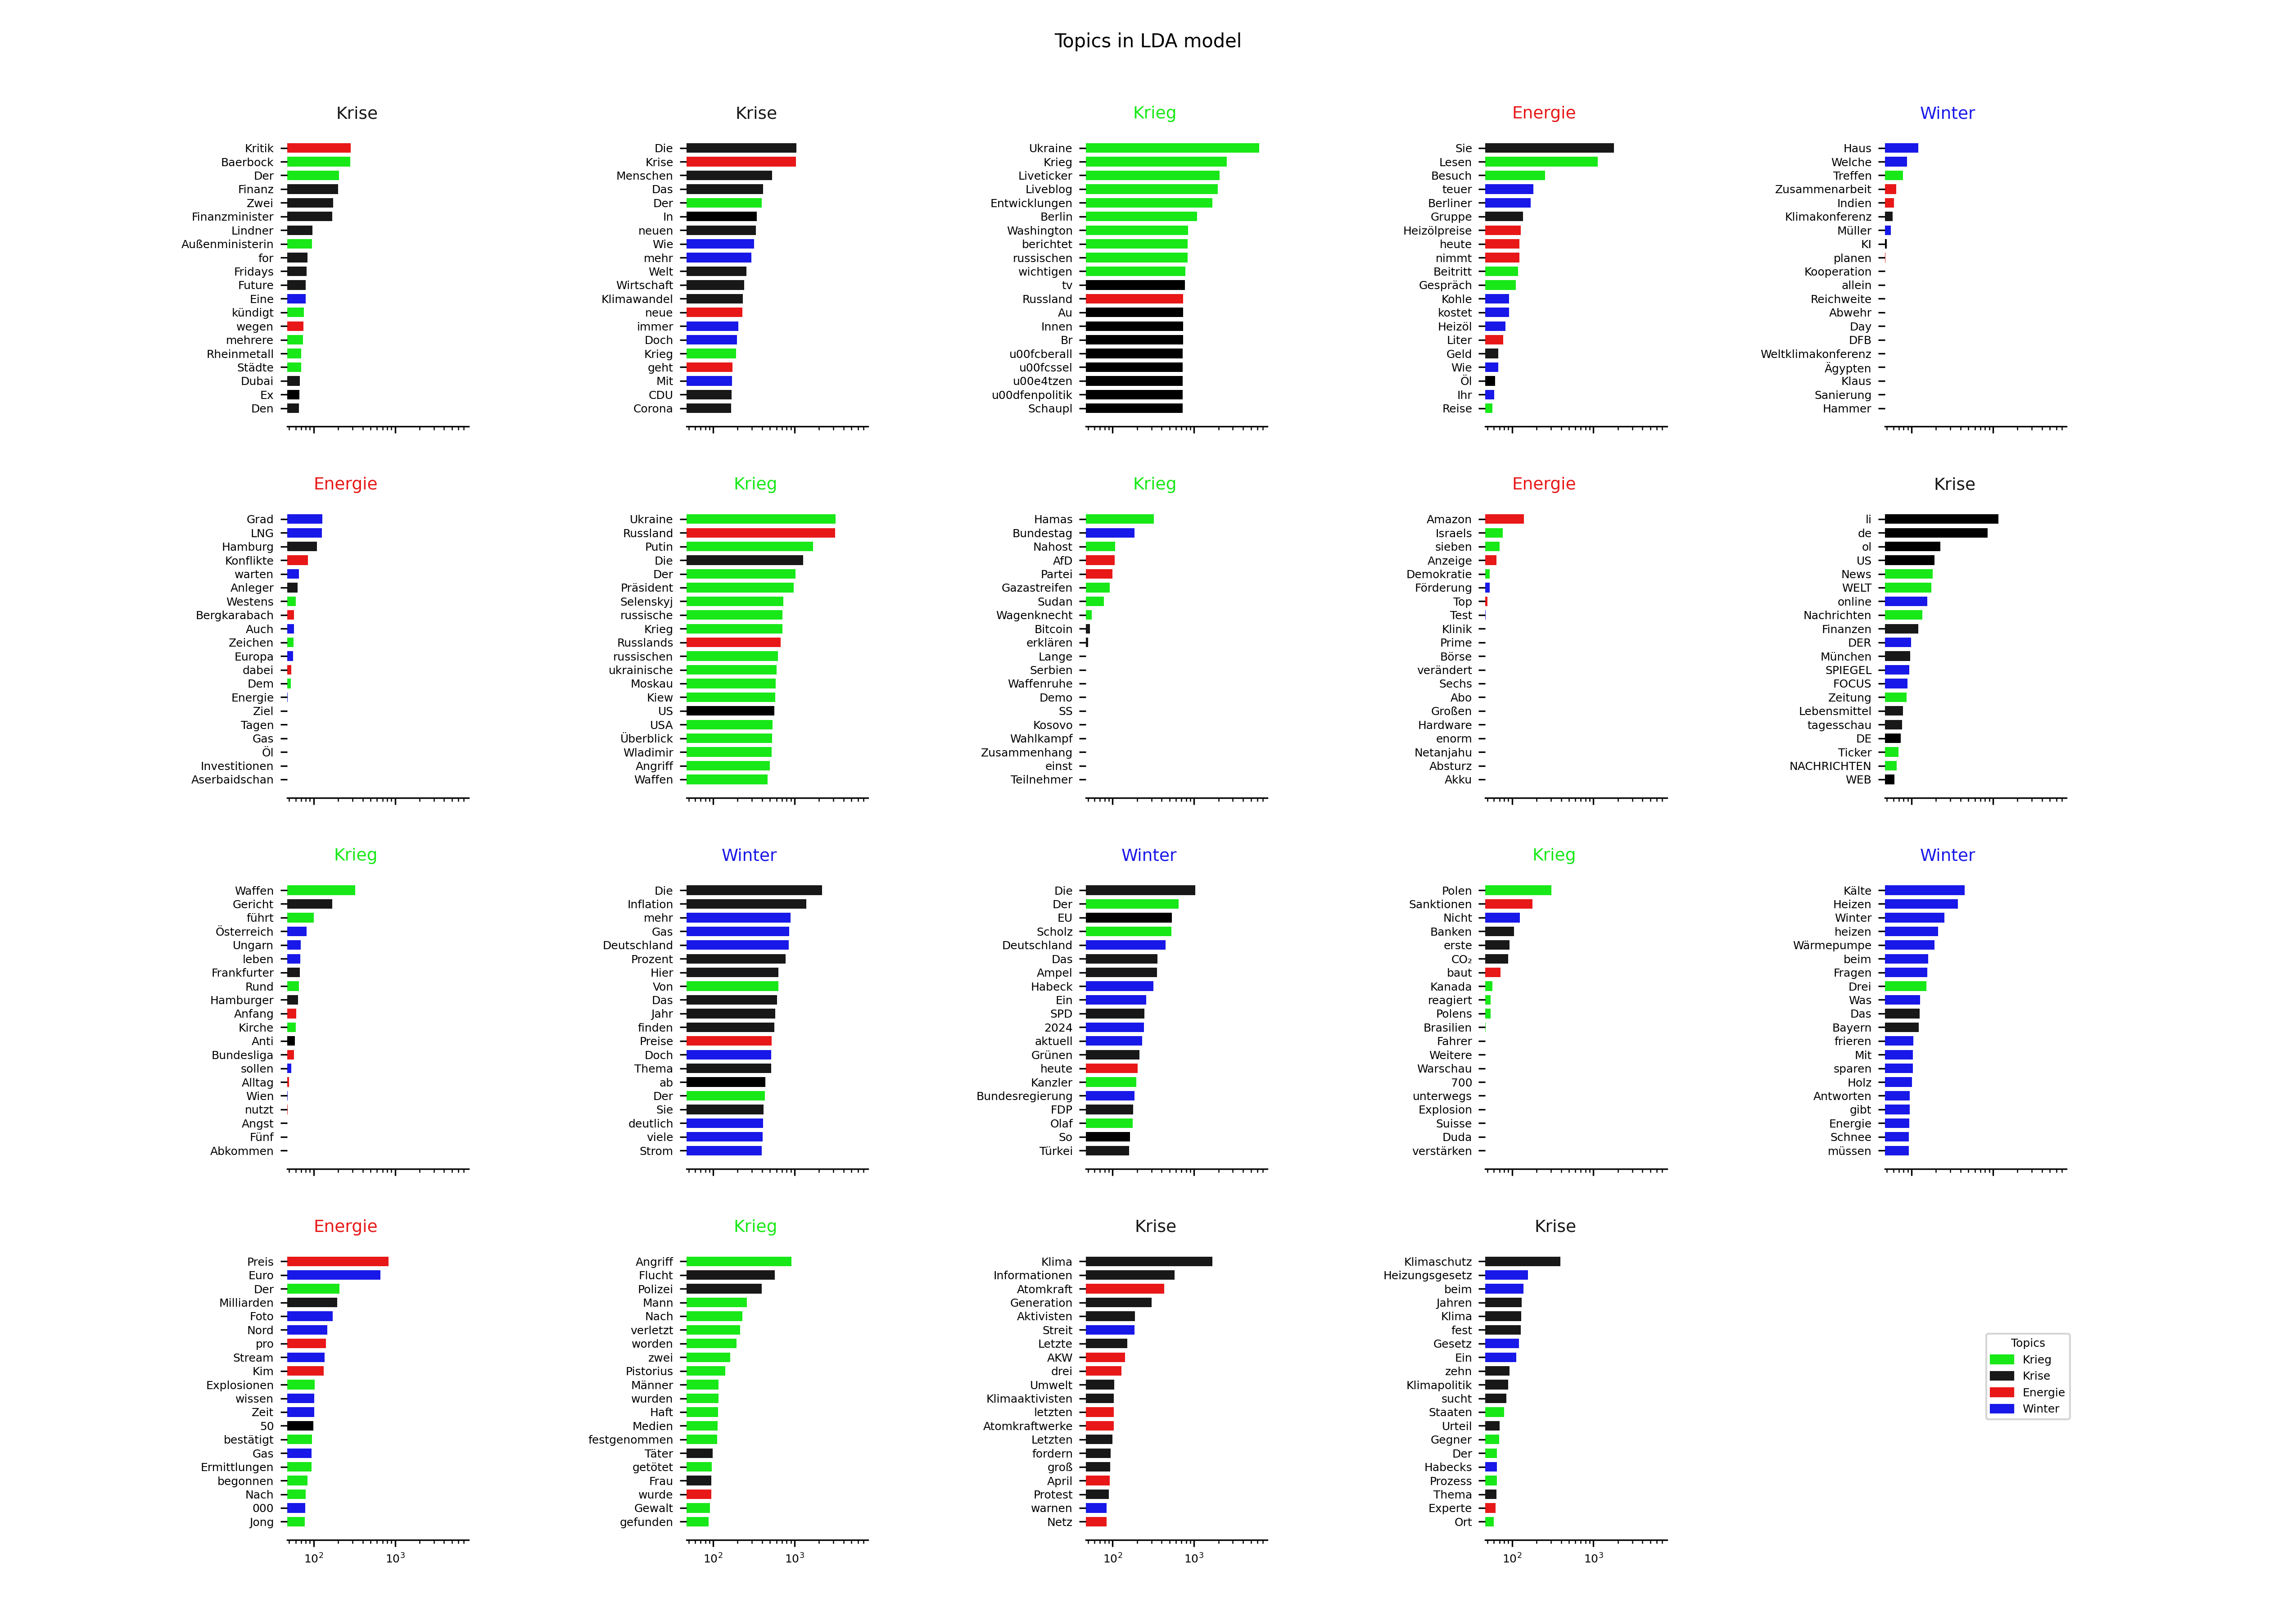 Topics in LDA model
Krise
Kritik
Baerbock
Der
Finanz
Zwei
Finanzminister
Lindner
Außenministerin
for
Fridays
Future
Eine
kündigt
wegen
mehrere
Rheinmetall
Städte
Dubai
Ex
Den
Krise
Die
Krise
Menschen
Das
Der
In
neuen
Wie
mehr
Welt
Wirtschaft
Klimawandel
neue
immer
Doch
Krieg
geht
Mit
CDU
Corona
Krieg
Ukraine
Krieg
Liveticker
Liveblog
Entwicklungen
Berlin
Washington
berichtet
russischen
wichtigen
tv
Russland
Au
Innen
Br
u00fcberall
u00fcssel
u00e4tzen
u00dfenpolitik
Schaupl
Energie
Sie
Lesen
Besuch
teuer
Berliner
Gruppe
Heizölpreise
heute
nimmt
Beitritt
Gespräch
Kohle
kostet
Heizöl
Liter
Geld
Wie
Öl
Ihr
Reise
Winter
Haus
Welche
Treffen
Zusammenarbeit
Indien
Klimakonferenz
Müller
KI
planen
Kooperation
allein
Reichweite
Abwehr
Day
DFB
Weltklimakonferenz
Ägypten
Klaus
Sanierung
Hammer
Energie
Grad
LNG
Hamburg
Konflikte
warten
Anleger
Westens
Bergkarabach
Auch
Zeichen
Europa
dabei
Dem
Energie
Ziel
Tagen
Gas
Öl
Investitionen
Aserbaidschan
Krieg
Ukraine
Russland
Putin
Die
Der
Präsident
Selenskyj
russische
Krieg
Russlands
russischen
ukrainische
Moskau
Kiew
US
USA
Überblick
Wladimir
Angriff
Waffen
Krieg
Hamas
Bundestag
Nahost
AfD
Partei
Gazastreifen
Sudan
Wagenknecht
Bitcoin
erklären
Lange
Serbien
Waffenruhe
Demo
SS
Kosovo
Wahlkampf
Zusammenhang
einst
Teilnehmer
Energie
Amazon
Israels
sieben
Anzeige
Demokratie
Förderung
Top
Test
Klinik
Prime
Börse
verändert
Sechs
Abo
Großen
Hardware
enorm
Netanjahu
Absturz
Akku
Krise
li
de
ol
US
News
WELT
online
Nachrichten
Finanzen
DER
München
SPIEGEL
FOCUS
Zeitung
Lebensmittel
tagesschau
DE
Ticker
NACHRICHTEN
WEB
Krieg
Waffen
Gericht
führt
Österreich
Ungarn
leben
Frankfurter
Rund
Hamburger
Anfang
Kirche
Anti
Bundesliga
sollen
Alltag
Wien
nutzt
Angst
Fünf
Abkommen
Winter
Die
Inflation
mehr
Gas
Deutschland
Prozent
Hier
Von
Das
Jahr
finden
Preise
Doch
Thema
ab
Der
Sie
deutlich
viele
Strom
Winter
Die
Der
EU
Scholz
Deutschland
Das
Ampel
Habeck
Ein
SPD
2024
aktuell
Grünen
heute
Kanzler
Bundesregierung
FDP
Olaf
So
Türkei
Krieg
Polen
Sanktionen
Nicht
Banken
erste
CO₂
baut
Kanada
reagiert
Polens
Brasilien
Fahrer
Weitere
Warschau
700
unterwegs
Explosion
Suisse
Duda
verstärken
Winter
Kälte
Heizen
Winter
heizen
Wärmepumpe
beim
Fragen
Drei
Was
Das
Bayern
frieren
Mit
sparen
Holz
Antworten
gibt
Energie
Schnee
müssen
Energie
Preis
Euro
Der
Milliarden
Foto
Nord
pro
Stream
Kim
Explosionen
wissen
Zeit
50
bestätigt
Gas
Ermittlungen
begonnen
Nach
000
Jong
10² 10³
Krieg
Angriff
Flucht
Polizei
Mann
Nach
verletzt
worden
zwei
Pistorius
Männer
wurden
Haft
Medien
festgenommen
Täter
getötet
Frau
wurde
Gewalt
gefunden
10² 10³
Krise
Klima
Informationen
Atomkraft
Generation
Aktivisten
Streit
Letzte
AKW
drei
Umwelt
Klimaaktivisten
letzten
Atomkraftwerke
Letzten
fordern
groß
April
Protest
warnen
Netz
10² 10³
Krise
Klimaschutz
Heizungsgesetz
beim
Jahren
Klima
fest
Gesetz
Ein
zehn
Klimapolitik
sucht
Staaten
Urteil
Gegner
Der
Habecks
Prozess
Thema
Experte
Ort
10² 10³
Topics
Krieg
Krise
Energie
Winter